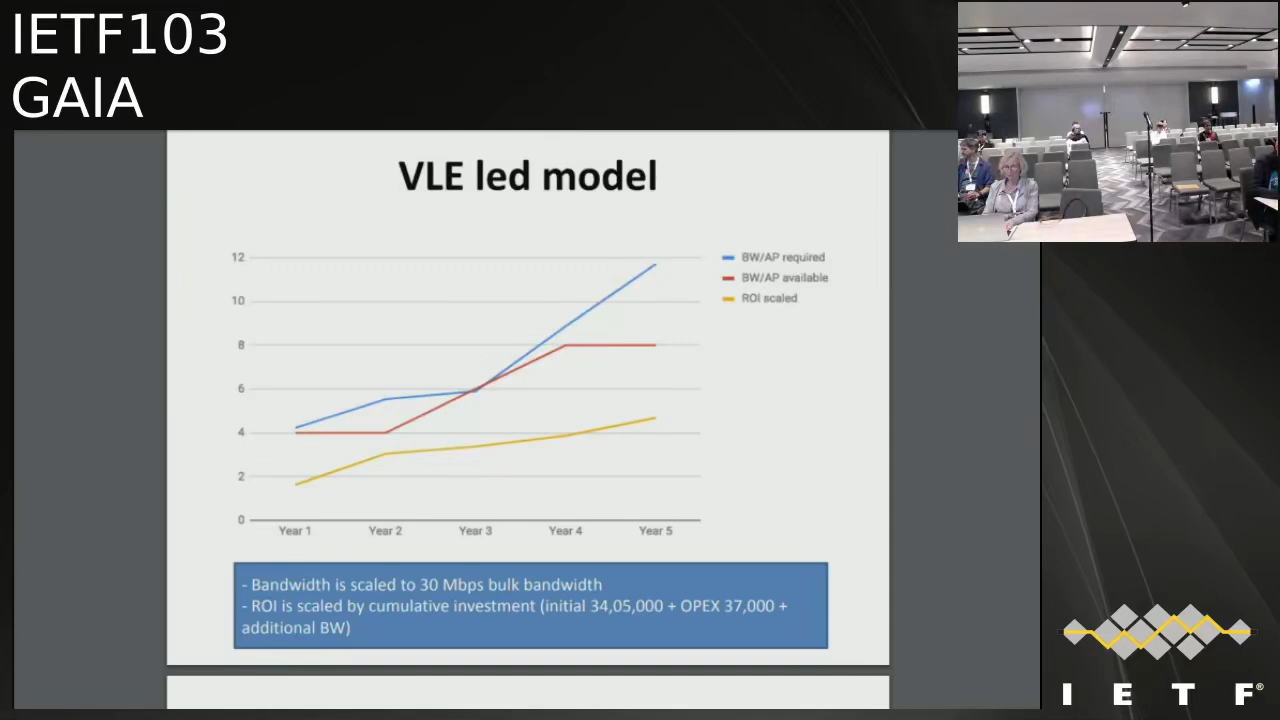 IETF103
GAIA
VLE led model
12
10
8
6
4
2
0
Year 1 Year 2 Year 3 Year 4 Year 5
BW/AP required
BW/AP available
ROI scaled
- Bandwidth is scaled to 30 Mbps bulk bandwidth
- ROI is scaled by cumulative investment (initial 34,05,000 + OPEX 37,000 +
additional BW)
I E T F®